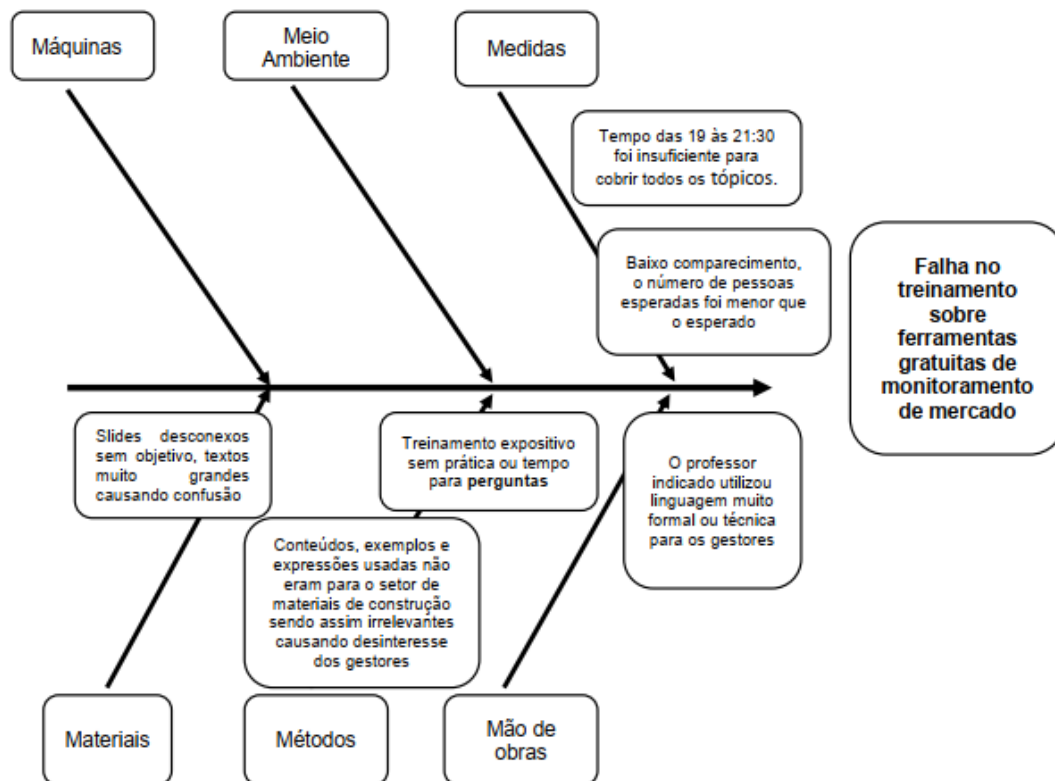 Máquinas
Meio
Ambiente
Medidas
Tempo das 19 às 21:30
foi insuficiente para
cobrir todos os tópicos.
Baixo comparecimento,
o número de pessoas
esperadas foi menor que
o esperado
Falha no
treinamento
sobre
ferramentas
gratuitas de
monitoramento
de mercado
Slides desconexos
sem objetivo, textos
muito grandes
causando confusão
Treinamento expositivo
sem prática ou tempo
para perguntas
O professor
indicado utilizou
linguagem muito
formal ou técnica
para os gestores
Conteúdos, exemplos e
expressões usadas não
eram para o setor de
materiais de construção
sendo assim irrelevantes
causando desinteresse
dos gestores
Materiais
Métodos
Mão de
obras